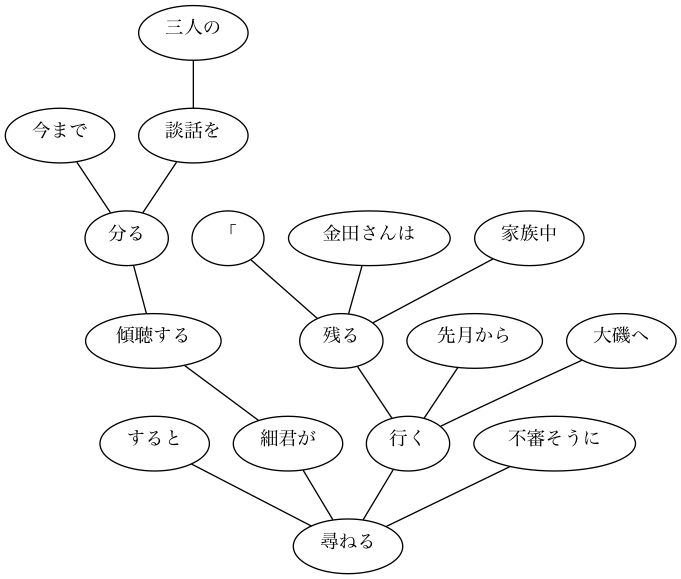 三人の
今まで
談話を
分る
「
金田さんは
家族中
傾聴する
残る
先月から
大磯へ
すると
細君が
行く
不審そうに
尋ねる